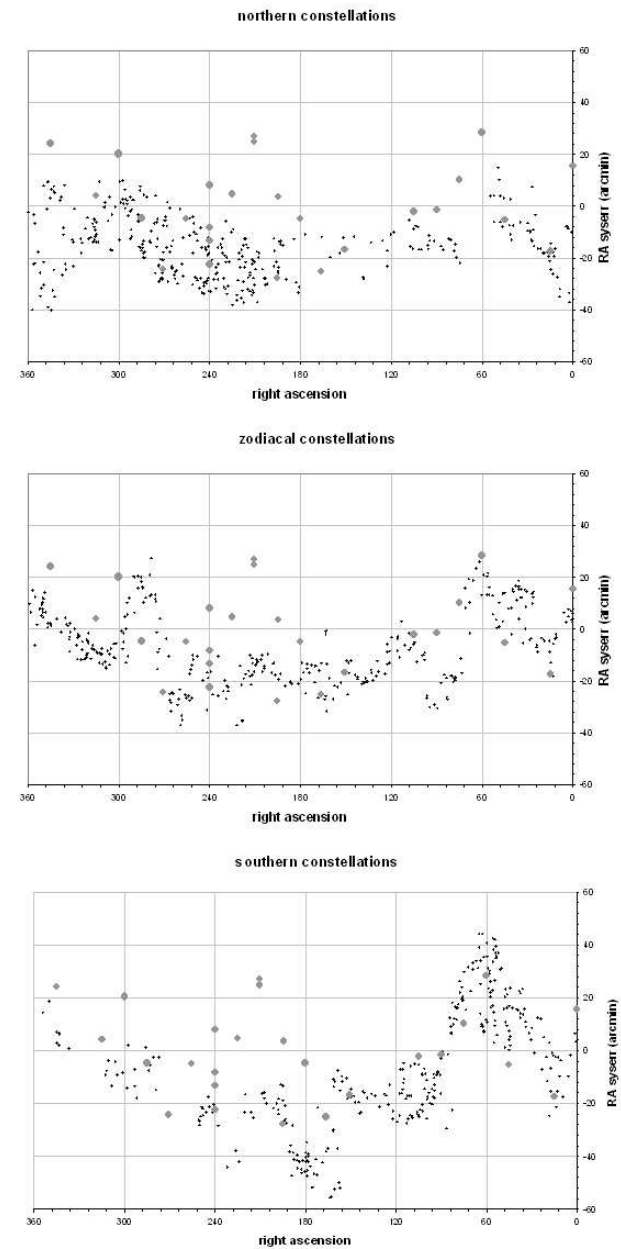 northern constellations
60
40
20
0
-20
-40
-60
RA syserr (arcmin)
360 300 240 180 120 60 0
right ascension
zodiacal constellations
60
40
20
0
-20
-40
-60
RA syserr (arcmin)
360 300 240 180 120 60 0
right ascension
southern constellations
60
40
20
0
-20
-40
-60
RA syserr (arcmin)
360 300 240 180 120 60 0
right ascension